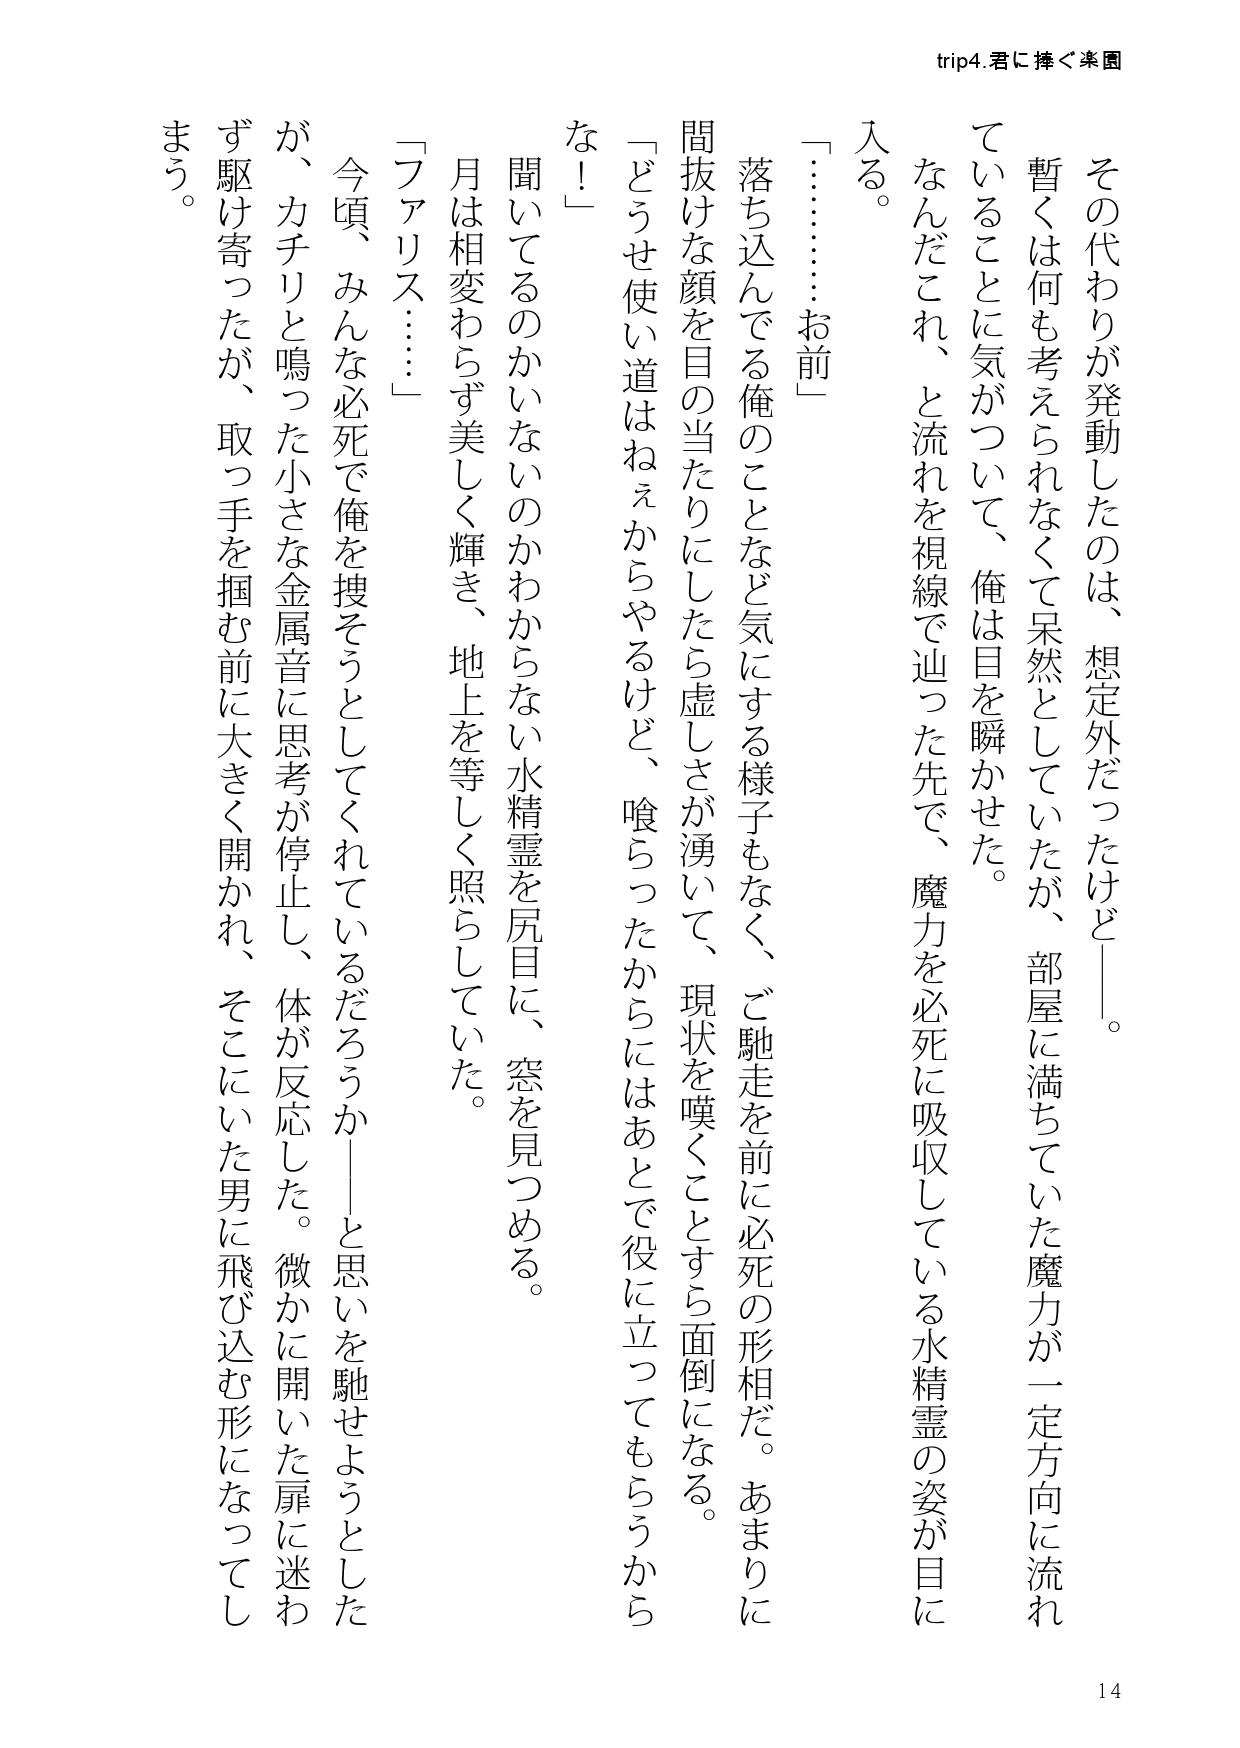 trip4.君に捧ぐ楽園
　その代わりが発動したのは、想定外だったけど――。
　暫くは何も考えられなくて呆然としていたが、部屋に満ちていた魔力が一定方向に流れ
ていることに気がついて、俺は目を瞬かせた。
　なんだこれ、と流れを視線で辿った先で、魔力を必死に吸収している水精霊の姿が目に
入る。
「…………お前」
　落ち込んでる俺のことなど気にする様子もなく、ご馳走を前に必死の形相だ。あまりに
間抜けな顔を目の当たりにしたら虚しさが湧いて、現状を嘆くことすら面倒になる。
「どうせ使い道はねぇからやるけど、喰らったからにはあとで役に立ってもらうから
な！」
　聞いてるのかいないのかわからない水精霊を尻目に、窓を見つめる。
　月は相変わらず美しく輝き、地上を等しく照らしていた。
「ファリス……」
　今頃、みんな必死で俺を捜そうとしてくれているだろうか――と思いを馳せようとした
が、カチリと鳴った小さな金属音に思考が停止し、体が反応した。微かに開いた扉に迷わ
ず駆け寄ったが、取っ手を掴む前に大きく開かれ、そこにいた男に飛び込む形になってし
まう。
14